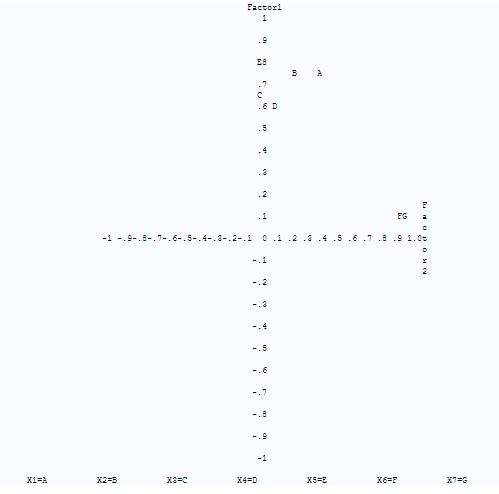 Factor1
1
.9
E8
B A
.7
C
.6 D
.5
.4
.3
.2
F
.1 FG a
c
-1 -.9-.8-.7-.6-.5-.4-.3-.2-.1 0 .1 .2 .3 .4 .5 .6 .7 .8 .9 1.0t
o
-.1 r
2
-.2
-.3
-.4
-.5
-.6
-.7
-.8
-.9
-1
X1=A X2=B X3=C X4=D X5=E X6=F X7=G